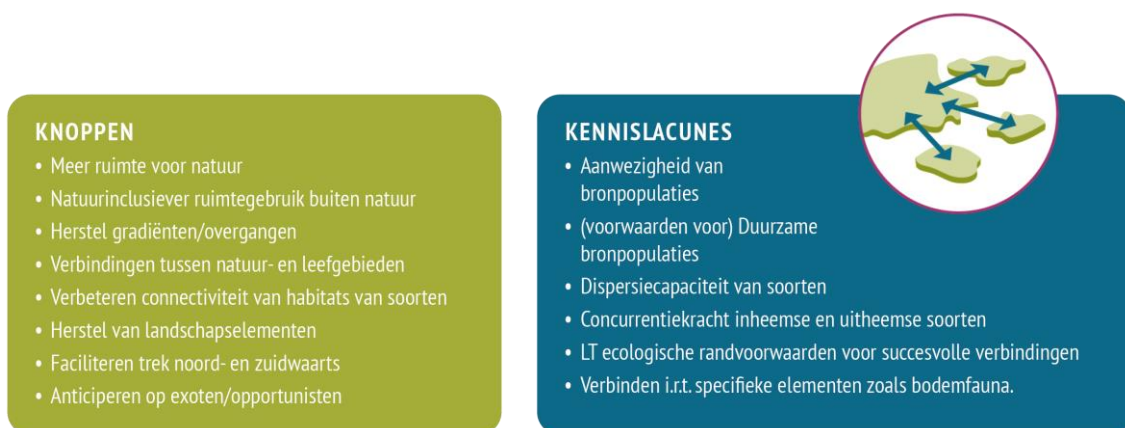 KNOPPEN
• Meer ruimte voor natuur
• Natuurinclusiever ruimtegebruik buiten natuur
• Herstel gradiënten/overgangen
• Verbindingen tussen natuur- en leefgebieden
• Verbeteren connectiviteit van habitats van soorten
• Herstel van landschapselementen
• Faciliteren trek noord- en zuidwaarts
• Anticiperen op exoten/opportunisten
KENNISLACUNES
• Aanwezigheid van
bronpopulaties
• (voorwaarden voor) Duurzame
bronpopulaties
• Dispersiecapaciteit van soorten
• Concurrentiekracht inheemse en uitheemse soorten
• LT ecologische randvoorwaarden voor succesvolle verbindingen
• Verbinden i.r.t. specifieke elementen zoals bodemfauna.